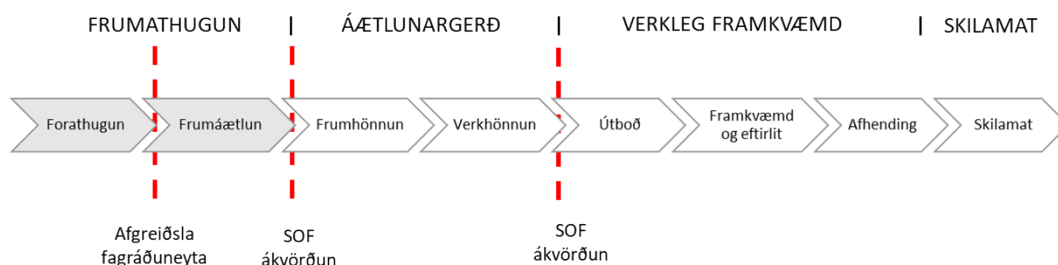 FRUMATHUGUN | ÁÆTLUNARGERÐ | VERKLEG FRAMKVÆMD | SKILAMAT
Forathugun
Frumáætlun
Frumhönnun
Verkhönnun
Útboð
Framkvæmd
og eftirlit
Afhending
Skilamat
Afgreiðsla
fagráðuneyta
SOF
ákvörðun
SOF
ákvörðun